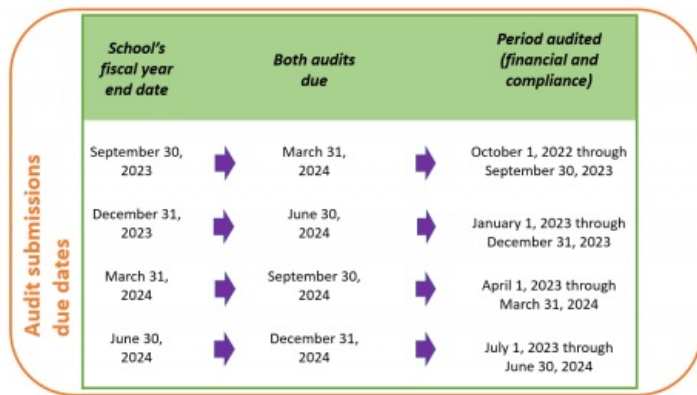 Audit submissions
due dates
School's
fiscal year
end date
Both audits
due
Period audited
(financial and
compliance)
September 30,
2023
March 31,
2024
October 1, 2022 through
September 30, 2023
December 31,
2023
June 30,
2024
January 1, 2023 through
December 31, 2023
March 31,
2024
September 30,
2024
April 1, 2023 through
March 31, 2024
June 30,
2024
December 31,
2024
July 1, 2023 through
June 30, 2024